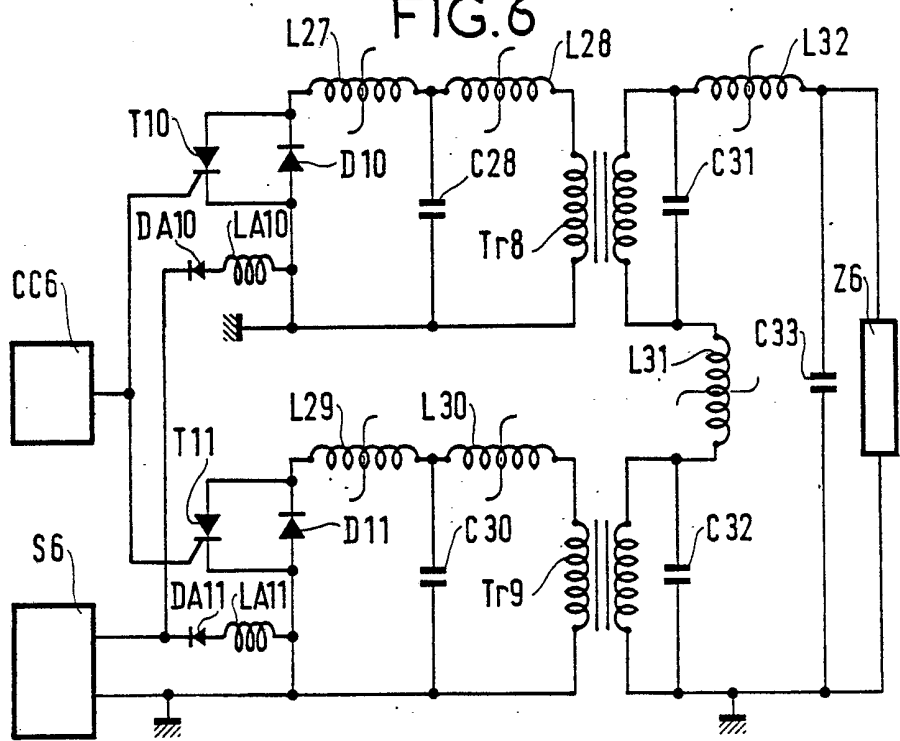 FIG.6
L27
L28
L32
T10
D10
C28
C31
DA10
LA10
Tr8
CC6
Z6
L31
C33
L29
L30
T11
D11
C30
C32
S6
DA11
LA11
Tr9